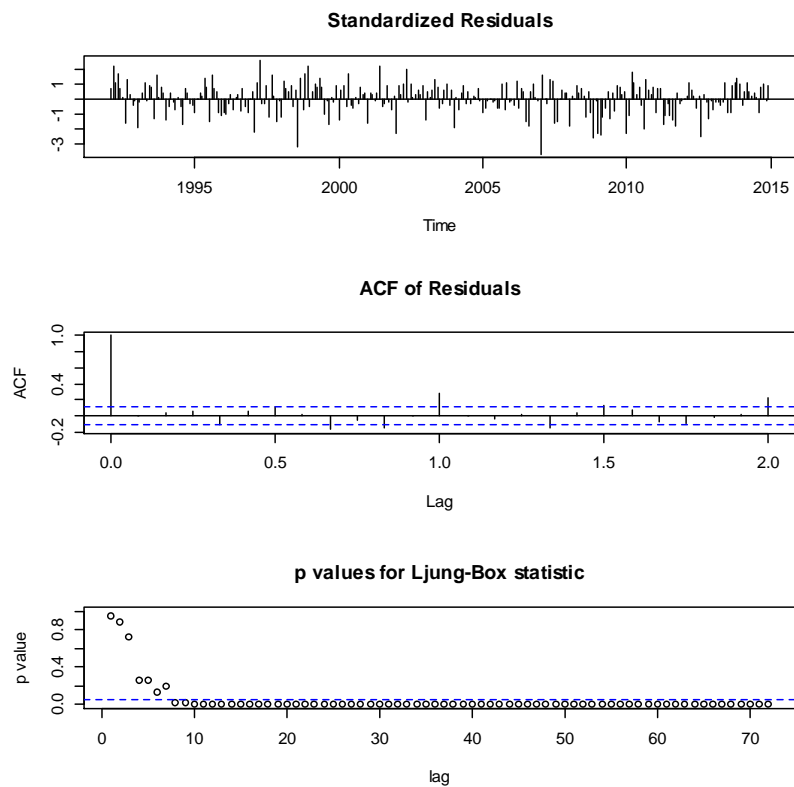 Standardized Residuals
1
-1
-3
1995 2000 2005 2010 2015
Time
ACF of Residuals
ACF
1.0
0.4
-0.2
0.0 0.5 1.0 1.5 2.0
Lag
p values for Ljung-Box statistic
p value
0.8
0.4
0.0
0 10 20 30 40 50 60 70
lag